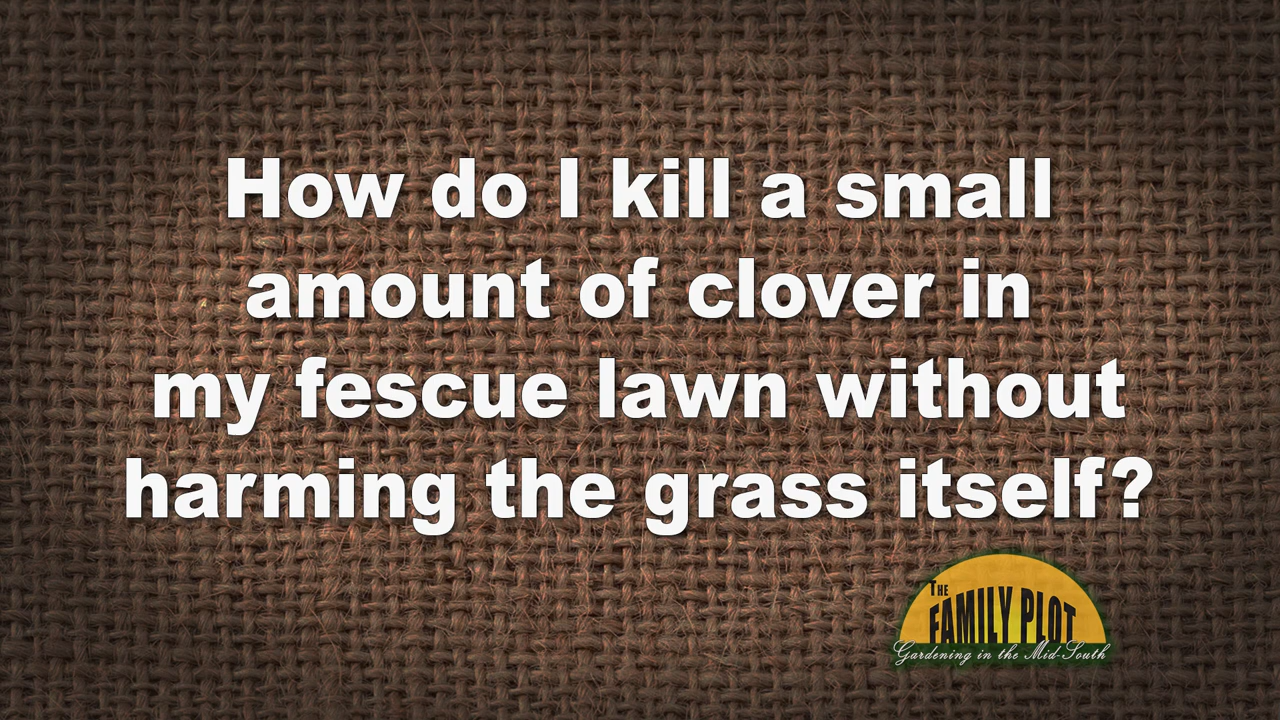 How do I kill a small
amount of clover in
my fescue lawn without
harming the grass itself?
THE
FAMILY PLOT
Gardening in the Mid-South